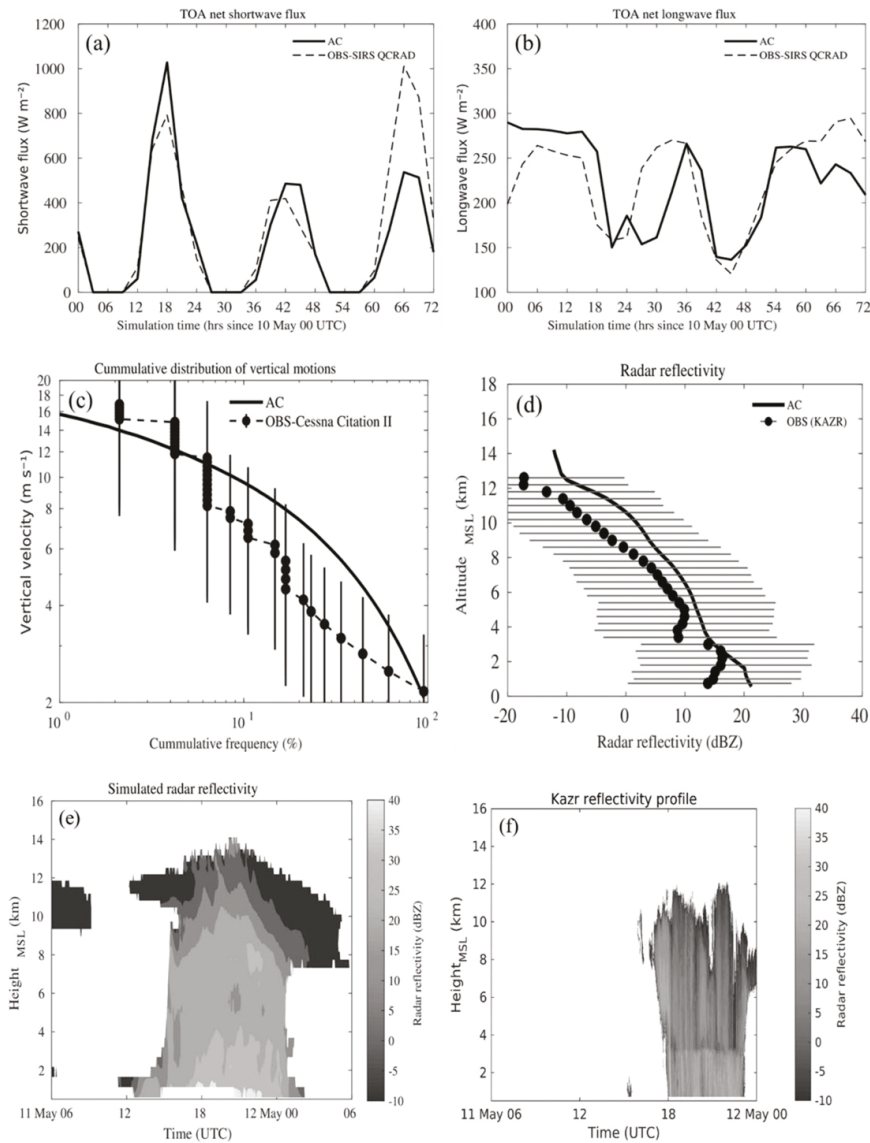 TOA net shortwave flux
(a)
AC
OBS-SIRS QCRAD
1200
1000
800
600
400
200
0
Shortwave flux (W m⁻²)
00 06 12 18 24 30 36 42 48 54 60 66 72
Simulation time (hrs since 10 May 00 UTC)
TOA net longwave flux
(b)
AC
OBS-SIRS QCRAD
400
350
300
250
200
150
100
Longwave flux (W m⁻²)
00 06 12 18 24 30 36 42 48 54 60 66 72
Simulation time (hrs since 10 May 00 UTC)
Cummulative distribution of vertical motions
(c)
AC
OBS-Cessna Citation II
20
18
16
14
12
10
8
6
4
2
Vertical velocity (m s⁻¹)
10⁰ 10¹ 10²
Cummulative frequency (%)
Radar reflectivity
(d)
AC
OBS (KAZR)
18
16
14
12
10
8
6
4
2
0
Altitude MSL (km)
-20 -10 0 10 20 30 40
Radar reflectivity (dBZ)
Simulated radar reflectivity
(e)
16
14
12
10
8
6
4
2
Height MSL (km)
11 May 06 12 18 12 May 00 06
Time (UTC)
40
35
30
25
20
15
10
5
0
-5
-10
Radar reflectivity (dBZ)
Kazr reflectivity profile
(f)
16
14
12
10
8
6
4
2
Height MSL (km)
11 May 06 12 18 12 May 00
Time (UTC)
40
35
30
25
20
15
10
5
0
-5
-10
Radar reflectivity (dBZ)